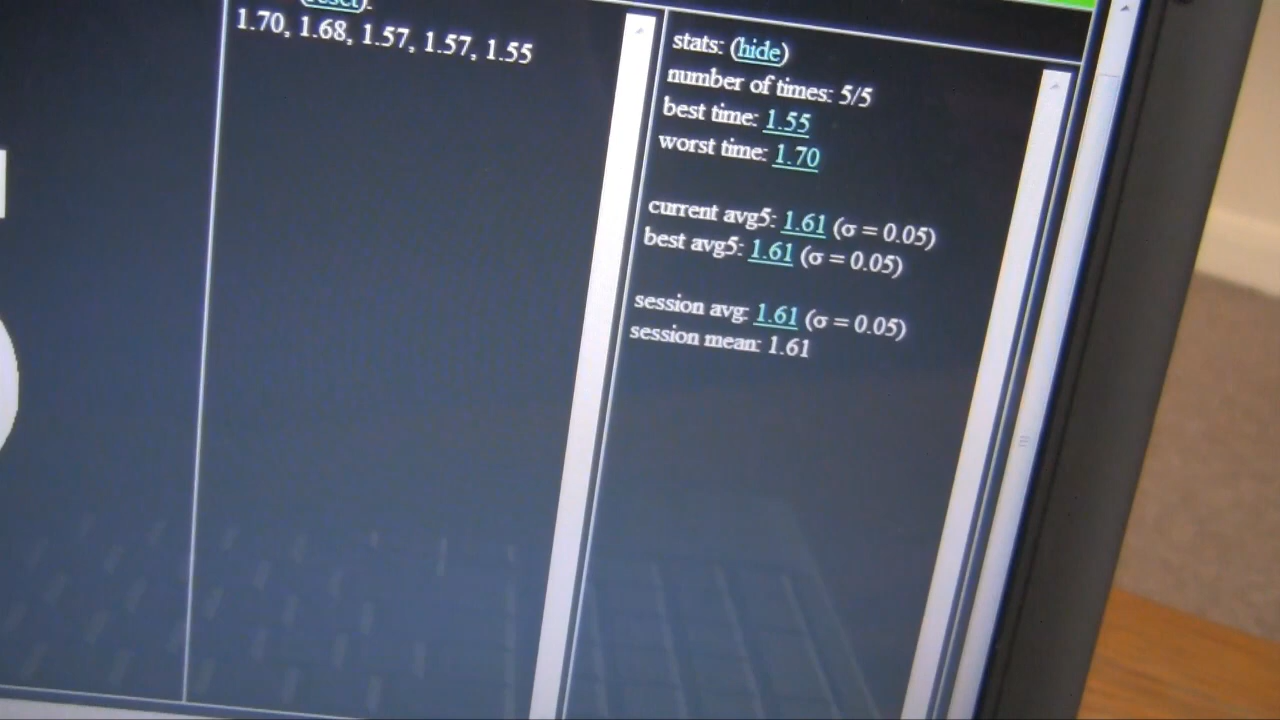 (reset):
1.70, 1.68, 1.57, 1.57, 1.55
stats: (hide)
number of times: 5/5
best time: 1.55
worst time: 1.70
current avg5: 1.61 (σ = 0.05)
best avg5: 1.61 (σ = 0.05)
session avg: 1.61 (σ = 0.05)
session mean: 1.61